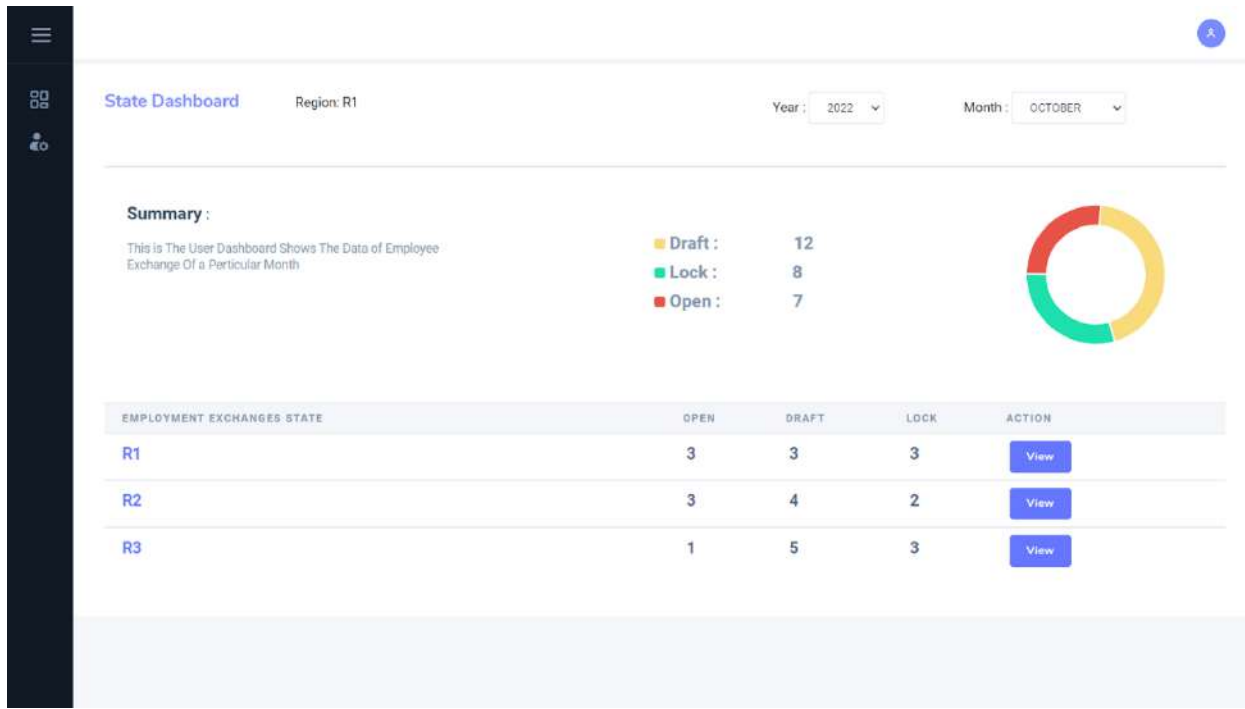 State Dashboard Region: R1 Year : 2022 Month : OCTOBER
Summary :
This is The User Dashboard Shows The Data of Employee
Exchange Of a Perticular Month
Draft : 12
Lock : 8
Open : 7
EMPLOYMENT EXCHANGES STATE OPEN DRAFT LOCK ACTION
R1 3 3 3 View
R2 3 4 2 View
R3 1 5 3 View